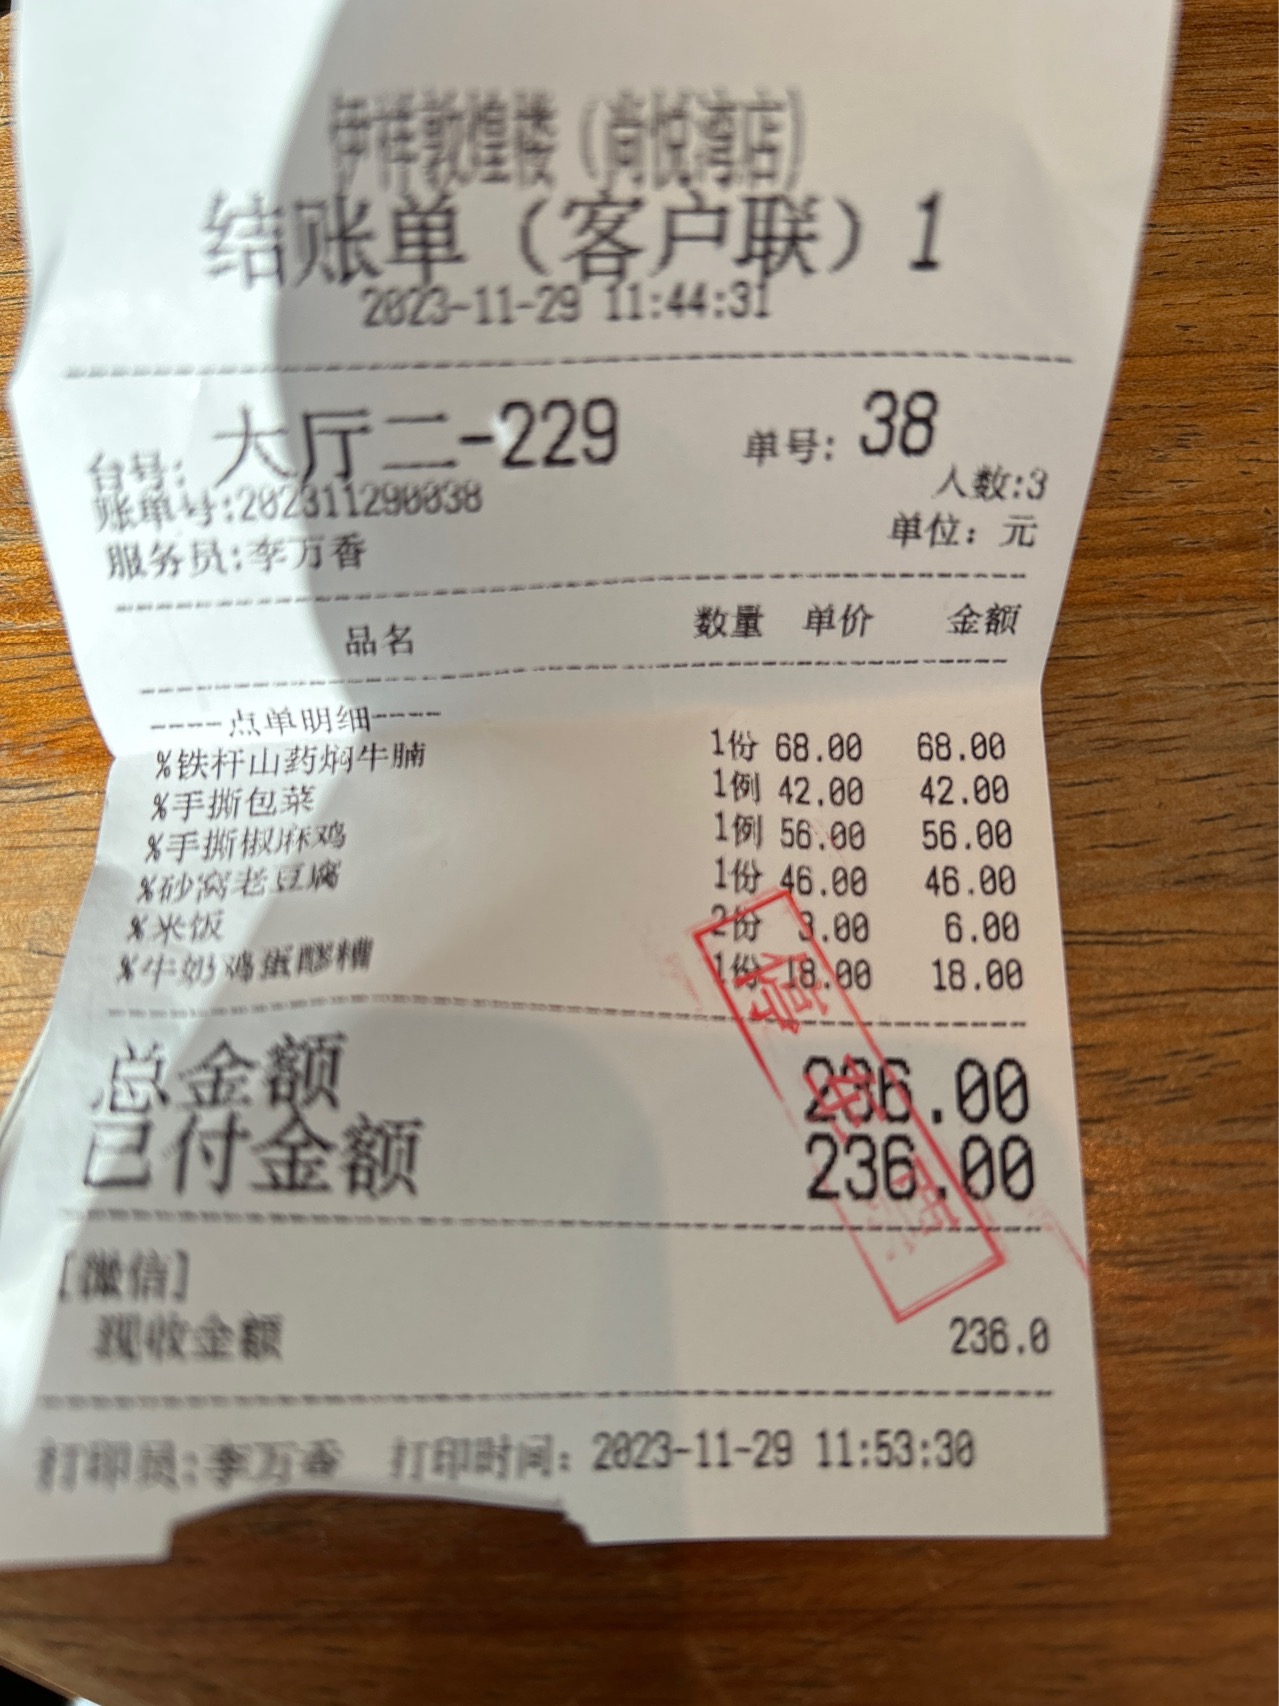 伊祥敦煌楼（尚悦湾店）
结账单（客户联）1
2023-11-29 11:44:31
台号: 大厅二-229 单号: 38
人数:3
账单号:202311290038
单位：元
服务员:李万香
品名 数量 单价 金额
----点单明细----
%铁杆山药焖牛腩 1份 68.00 68.00
%手撕包菜 1例 42.00 42.00
%手撕椒麻鸡 1例 56.00 56.00
%砂窝老豆腐 1份 46.00 46.00
%米饭 2份 3.00 6.00
%牛奶鸡蛋醪糟 1份 18.00 18.00
总金额 236.00
已付金额 236.00
[微信]
现收金额 236.0
打印员:李万香 打印时间: 2023-11-29 11:53:30